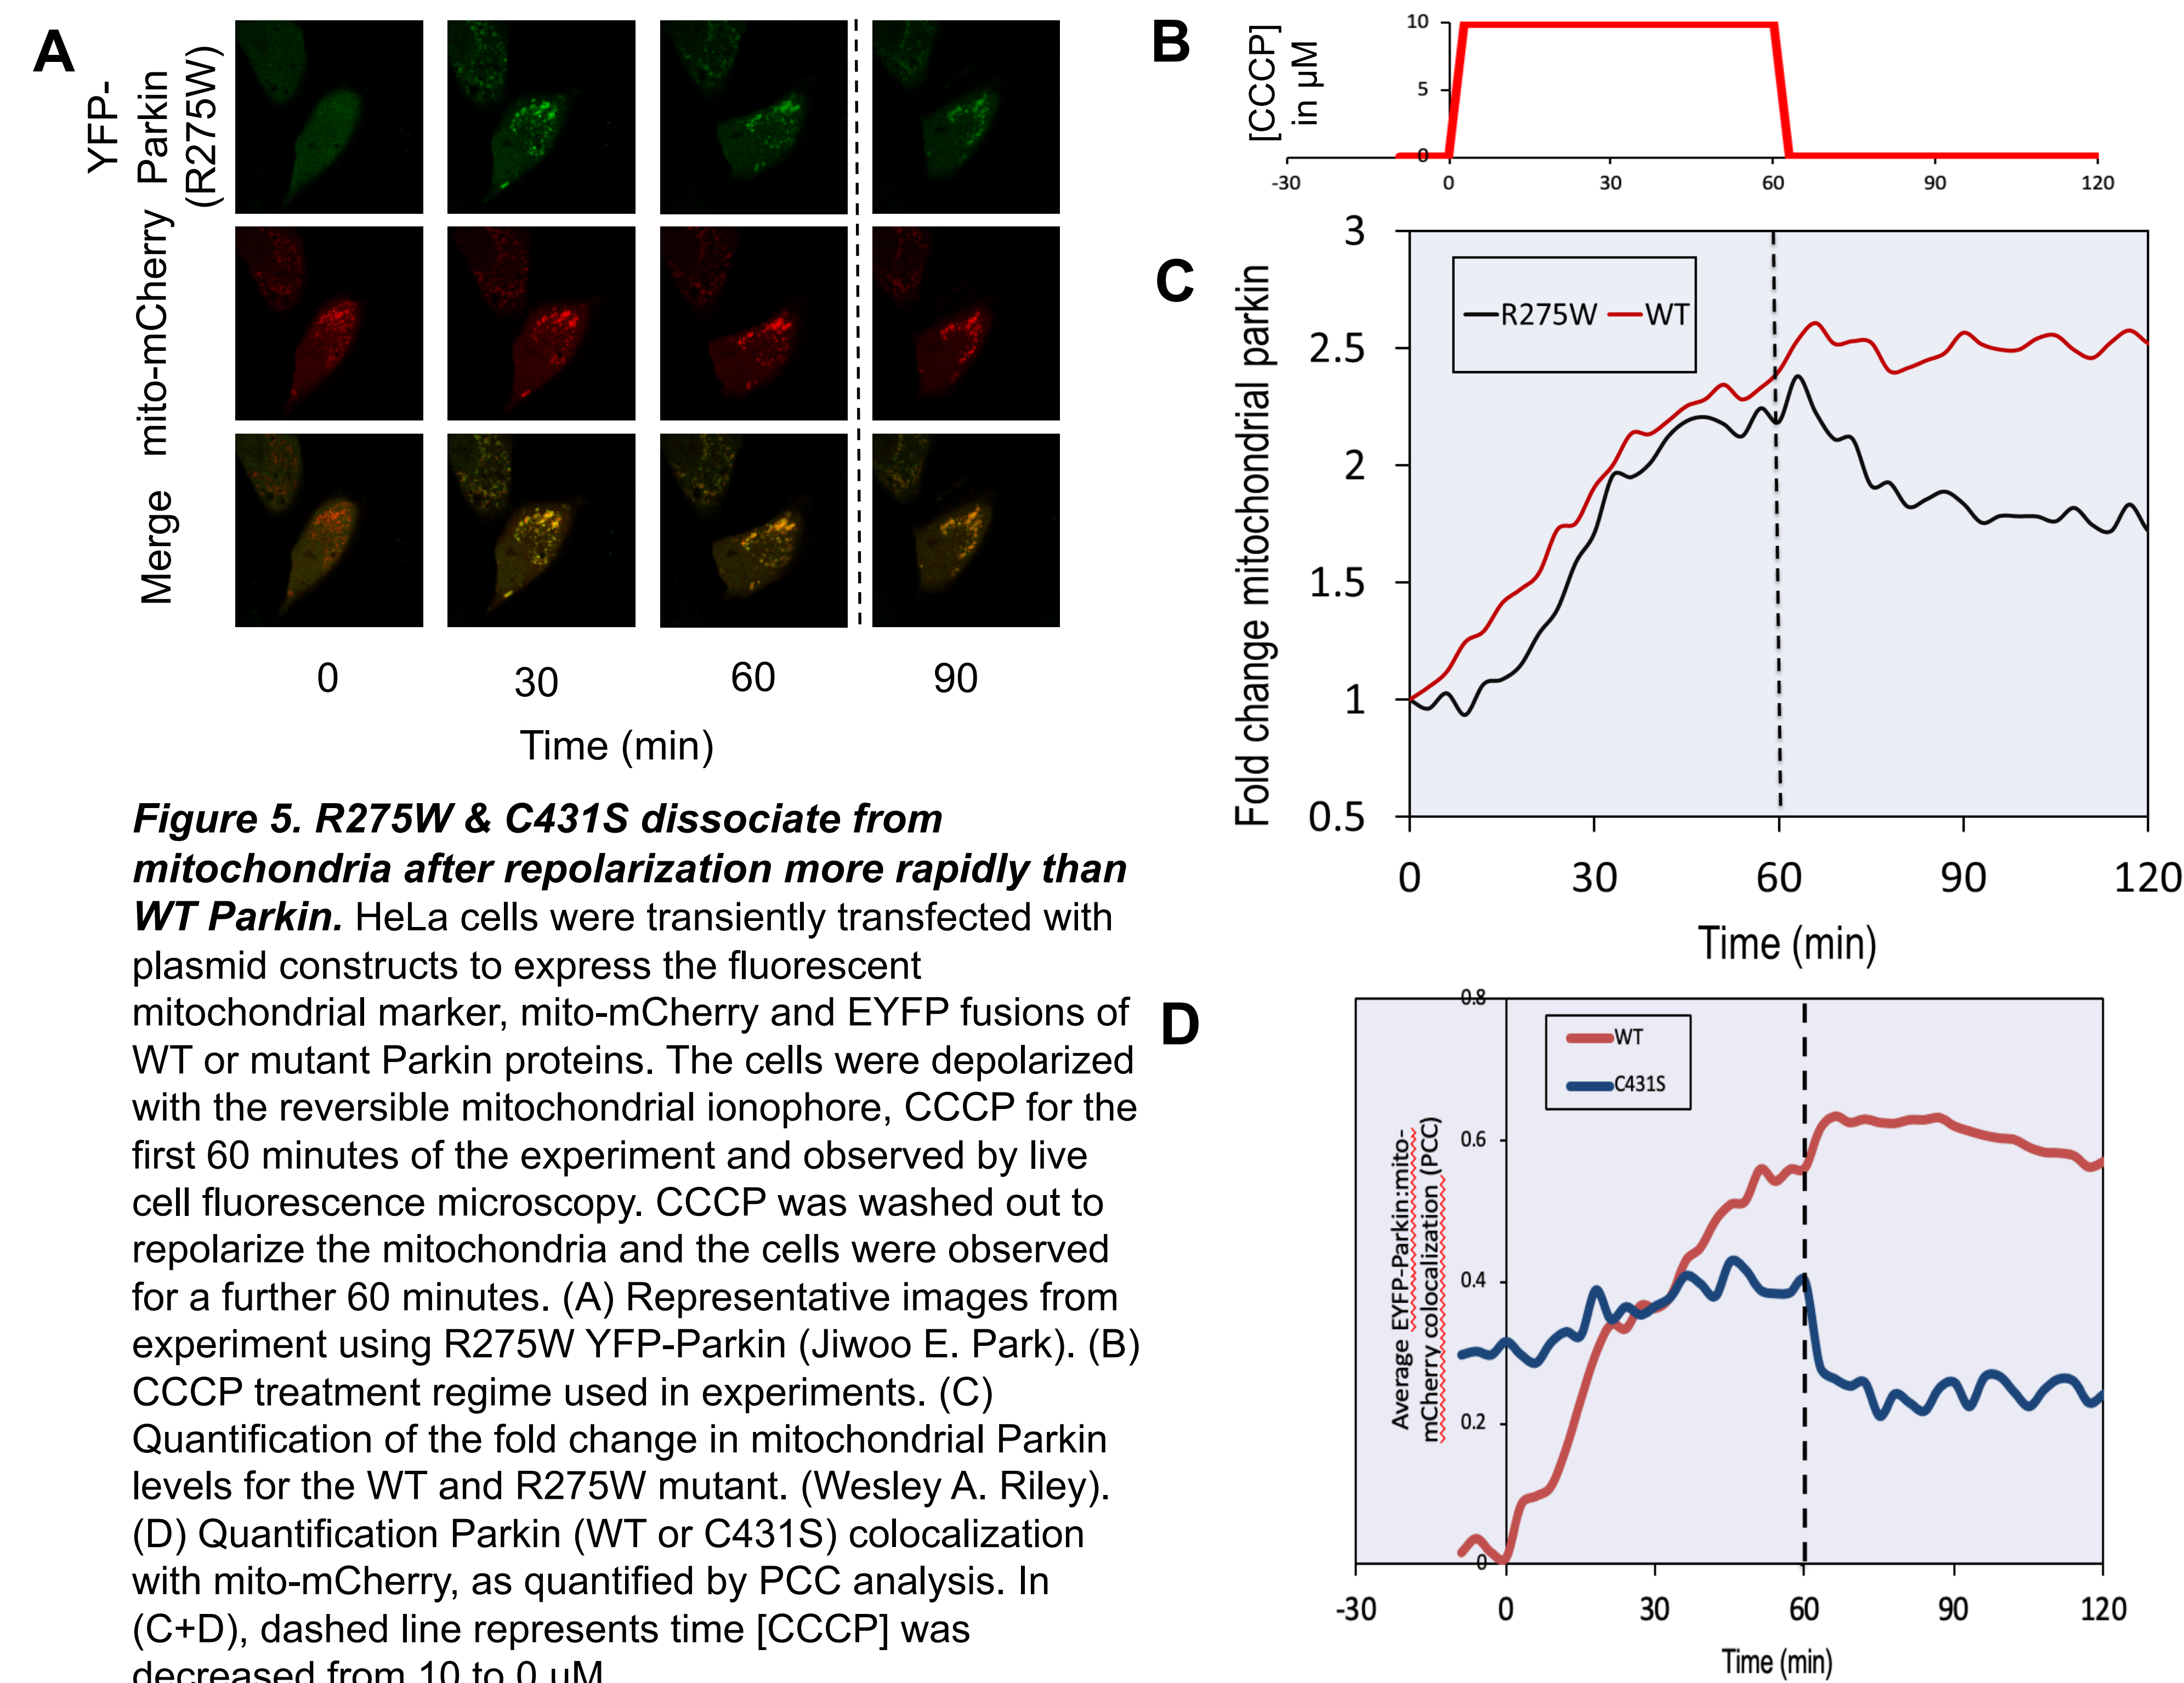 A
YFP-
Parkin
(R275W)
mito-mCherry
Merge
0
30
60
90
Time (min)
Figure 5. R275W & C431S dissociate from
mitochondria after repolarization more rapidly than
WT Parkin. HeLa cells were transiently transfected with
plasmid constructs to express the fluorescent
mitochondrial marker, mito-mCherry and EYFP fusions of
WT or mutant Parkin proteins. The cells were depolarized
with the reversible mitochondrial ionophore, CCCP for the
first 60 minutes of the experiment and observed by live
cell fluorescence microscopy. CCCP was washed out to
repolarize the mitochondria and the cells were observed
for a further 60 minutes. (A) Representative images from
experiment using R275W YFP-Parkin (Jiwoo E. Park). (B)
CCCP treatment regime used in experiments. (C)
Quantification of the fold change in mitochondrial Parkin
levels for the WT and R275W mutant. (Wesley A. Riley).
(D) Quantification Parkin (WT or C431S) colocalization
with mito-mCherry, as quantified by PCC analysis. In
(C+D), dashed line represents time [CCCP] was
decreased from 10 to 0 uM
B
[CCCP]
in µM
10
5
0
-30
0
30
60
90
120
C
Fold change mitochondrial parkin
3
2.5
2
1.5
1
0.5
R275W
WT
0
30
60
90
120
Time (min)
D
Average EYFP-Parkin:mito-
mCherry colocalization (PCC)
0.8
0.6
0.4
0.2
0
WT
C431S
-30
0
30
60
90
120
Time (min)